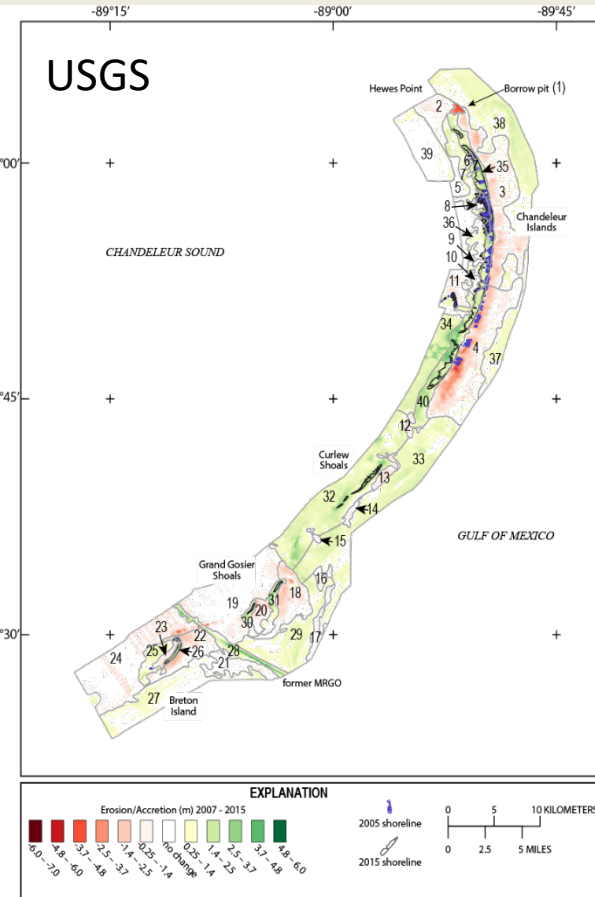 -89°15'
-89°00'
-89°45'
USGS
Hewes Point
Borrow pit (1)
2
38
39
°00'
6
7
7
35
5
3
8
Chandeleur
Islands
36
9
CHANDELEUR SOUND
10
11
34
4
37
°45'
40
12
Curlew
Shoals
33
13
32
14
GULF OF MEXICO
15
Grand Gosier
Shoals
16
18
19
31
20
30
°30'
23
22
29
17
25
26
28
24
21
former MRGO
27
Breton
Island
EXPLANATION
Erosion/Accretion (m) 2007 - 2015
-6.0 - -7.0
-4.8 - -6.0
-3.7 - -4.8
-2.5 - -3.7
-1.4 - -2.5
-0.25 - -1.4
no change
0.25 - 1.4
1.4 - 2.5
2.5 - 3.7
3.7 - 4.8
4.8 - 6.0
2005 shoreline
2015 shoreline
0 5 10 KILOMETERS
0 2.5 5 MILES